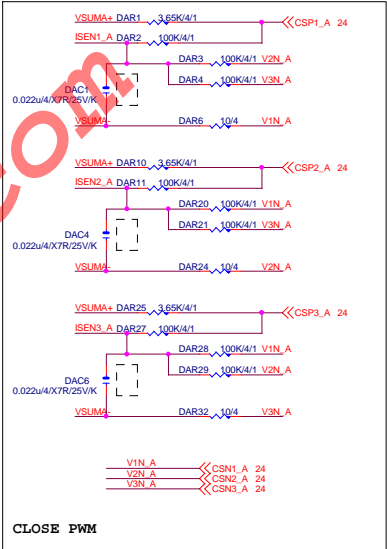 VSUMA+ DAR1 3.65K/4/1 CSP1_A 24
ISEN1_A DAR2 100K/4/1
DAR3 100K/4/1 V2N_A
DAR4 100K/4/1 V3N_A
DAC1
0.022u/4/X7R/25V/K
VSUMA- DAR6 10/4 V1N_A
VSUMA+ DAR10 3.65K/4/1 CSP2_A 24
ISEN2_A DAR11 100K/4/1
DAR20 100K/4/1 V1N_A
DAR21 100K/4/1 V3N_A
DAC4
0.022u/4/X7R/25V/K
VSUMA- DAR24 10/4 V2N_A
VSUMA+ DAR25 3.65K/4/1 CSP3_A 24
ISEN3_A DAR27 100K/4/1
DAR28 100K/4/1 V1N_A
DAR29 100K/4/1 V2N_A
DAC6
0.022u/4/X7R/25V/K
VSUMA- DAR32 10/4 V3N_A
V1N_A CSN1_A 24
V2N_A CSN2_A 24
V3N_A CSN3_A 24
CLOSE PWM
com